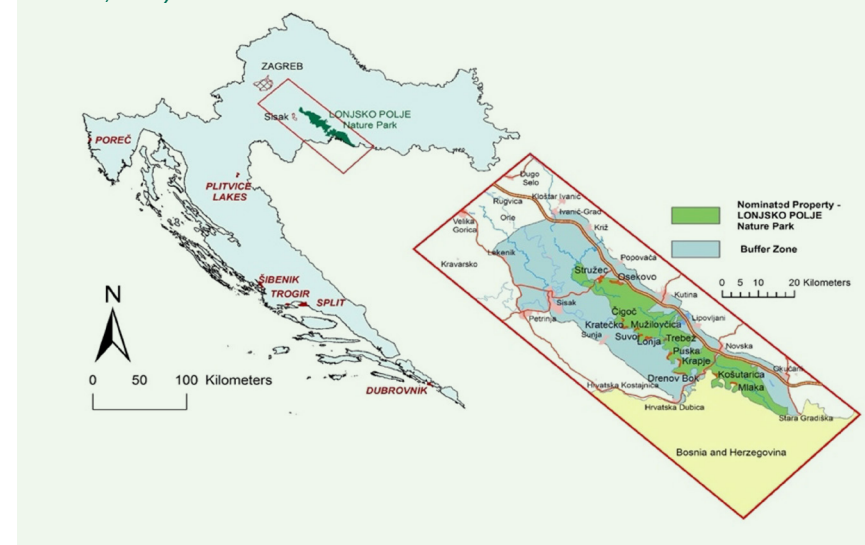 ZAGREB
Sisak
LONJSKO POLJE
Nature Park
POREČ
PLITVICE
LAKES
ŠIBENIK
TROGIR
SPLIT
DUBROVNIK
N
0 50 100 Kilometers
Dugo
Selo
Kloštar Ivanić
Rugvica
Ivanić-Grad
Velika
Gorica
Križ
Lekenik
Popovača
Kravarsko
Stružec
Osekovo
Kutina
Sisak
Čigoč
Lipovljani
Petrinja
Kratečko
Mužilovčica
Sunja
Suvoj
Lonja
Trebež
Novska
Puska
Krapje
Drenov Bok
Košutarica
Hrvatska Kostajnica
Mlaka
Hrvatska Dubica
Stara Gradiška
Bosnia and Herzegovina
Nominated Property -
LONJSKO POLJE
Nature Park
Buffer Zone
0 5 10 20 Kilometers